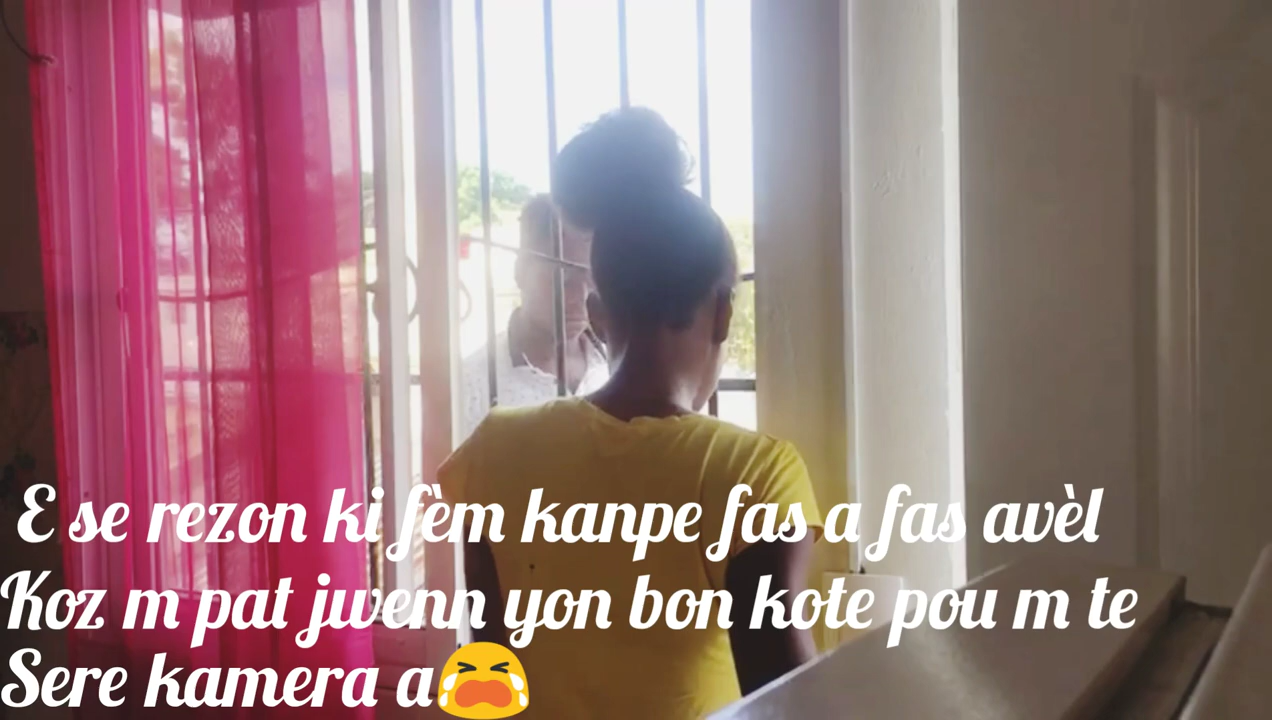 E se rezon ki fèm kanpe fas a fas avèl
Koz m pat jwenn yon bon kote pou m te
Sere kamera a😭